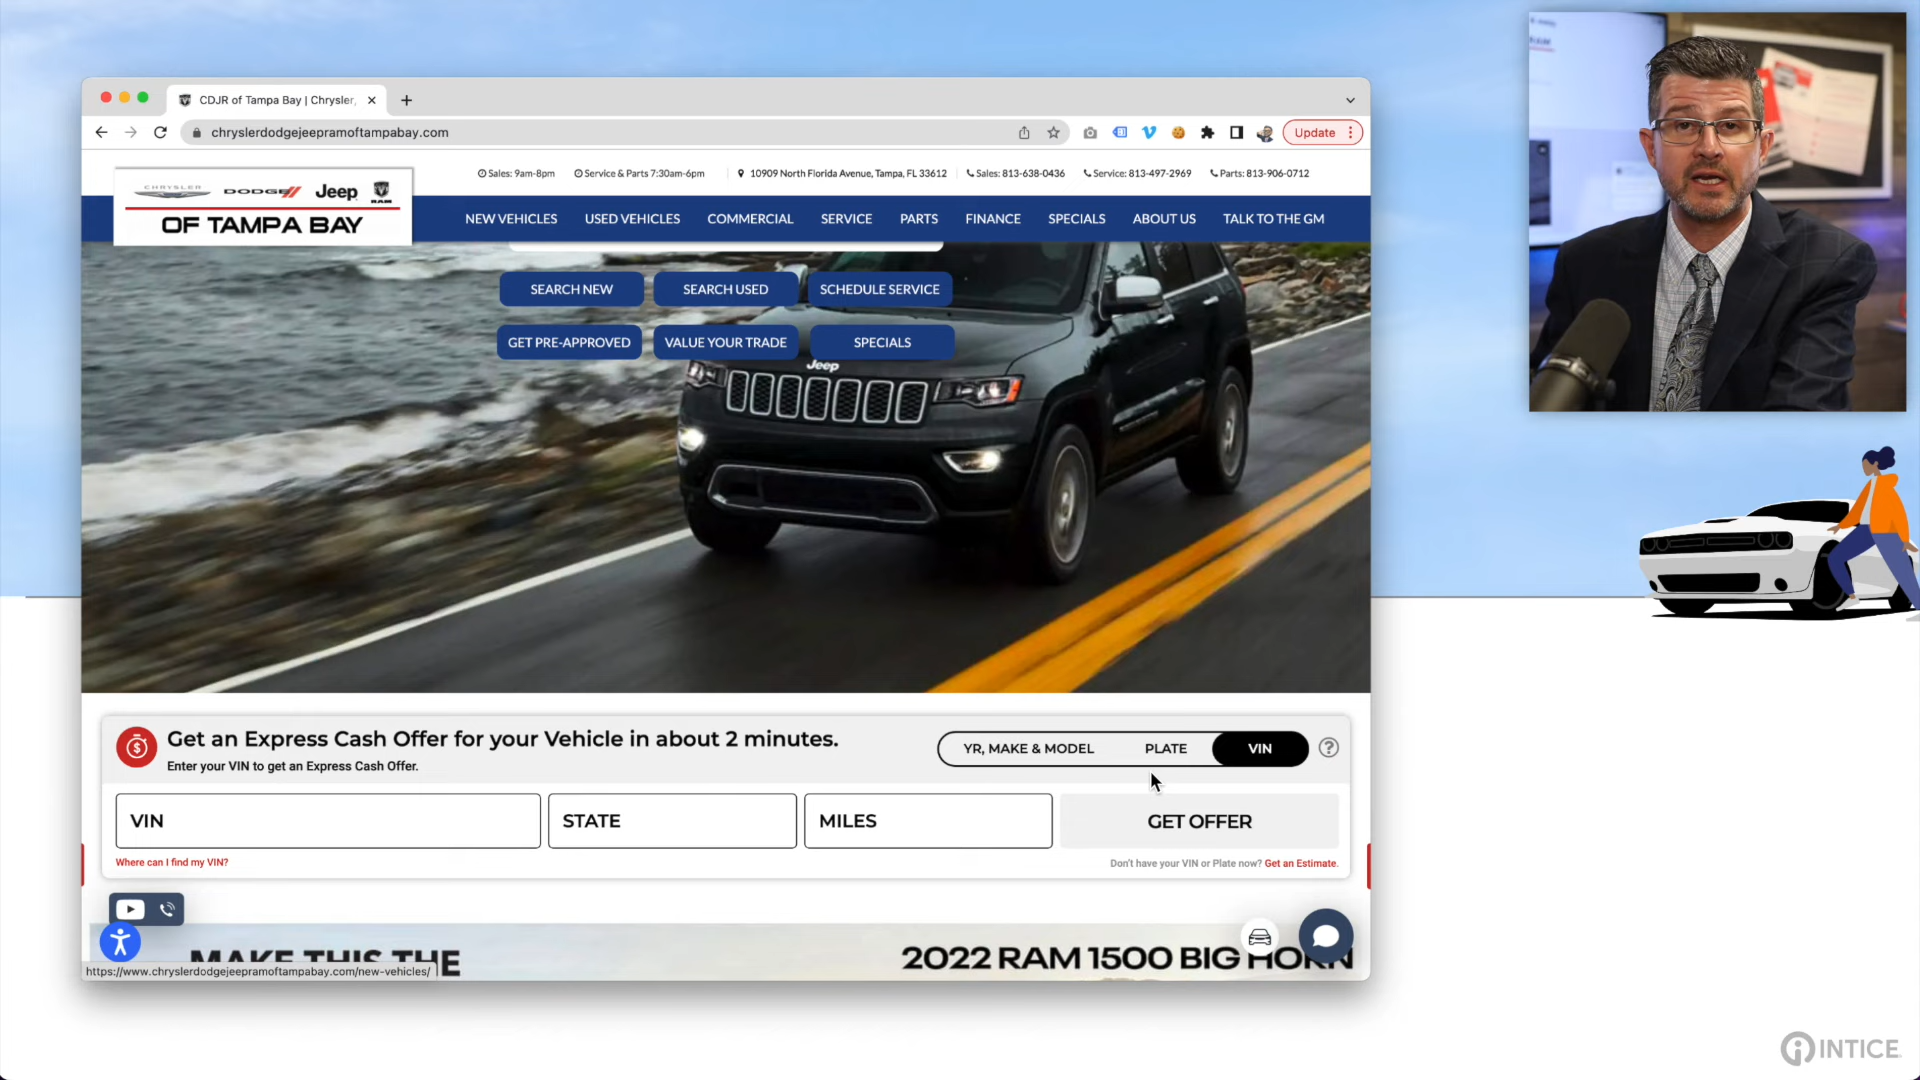 CDJR of Tampa Bay | Chrysler,
chryslerdodgejeepramoftampabay.com
Update
CHRYSLER DODGE Jeep RAM
OF TAMPA BAY
Sales: 9am-8pm Service & Parts 7:30am-6pm 10909 North Florida Avenue, Tampa, FL 33612 Sales: 813-638-0436 Service: 813-497-2969 Parts: 813-906-0712
NEW VEHICLES USED VEHICLES COMMERCIAL SERVICE PARTS FINANCE SPECIALS ABOUT US TALK TO THE GM
SEARCH NEW SEARCH USED SCHEDULE SERVICE
GET PRE-APPROVED VALUE YOUR TRADE SPECIALS
Jeep
Get an Express Cash Offer for your Vehicle in about 2 minutes.
Enter your VIN to get an Express Cash Offer.
YR, MAKE & MODEL PLATE VIN ?
VIN STATE MILES GET OFFER
Where can I find my VIN? Don't have your VIN or Plate now? Get an Estimate.
MAKE THIS THE 2022 RAM 1500 BIG HORN
https://www.chryslerdodgejeepramoftampabay.com/new-vehicles/
INTICE